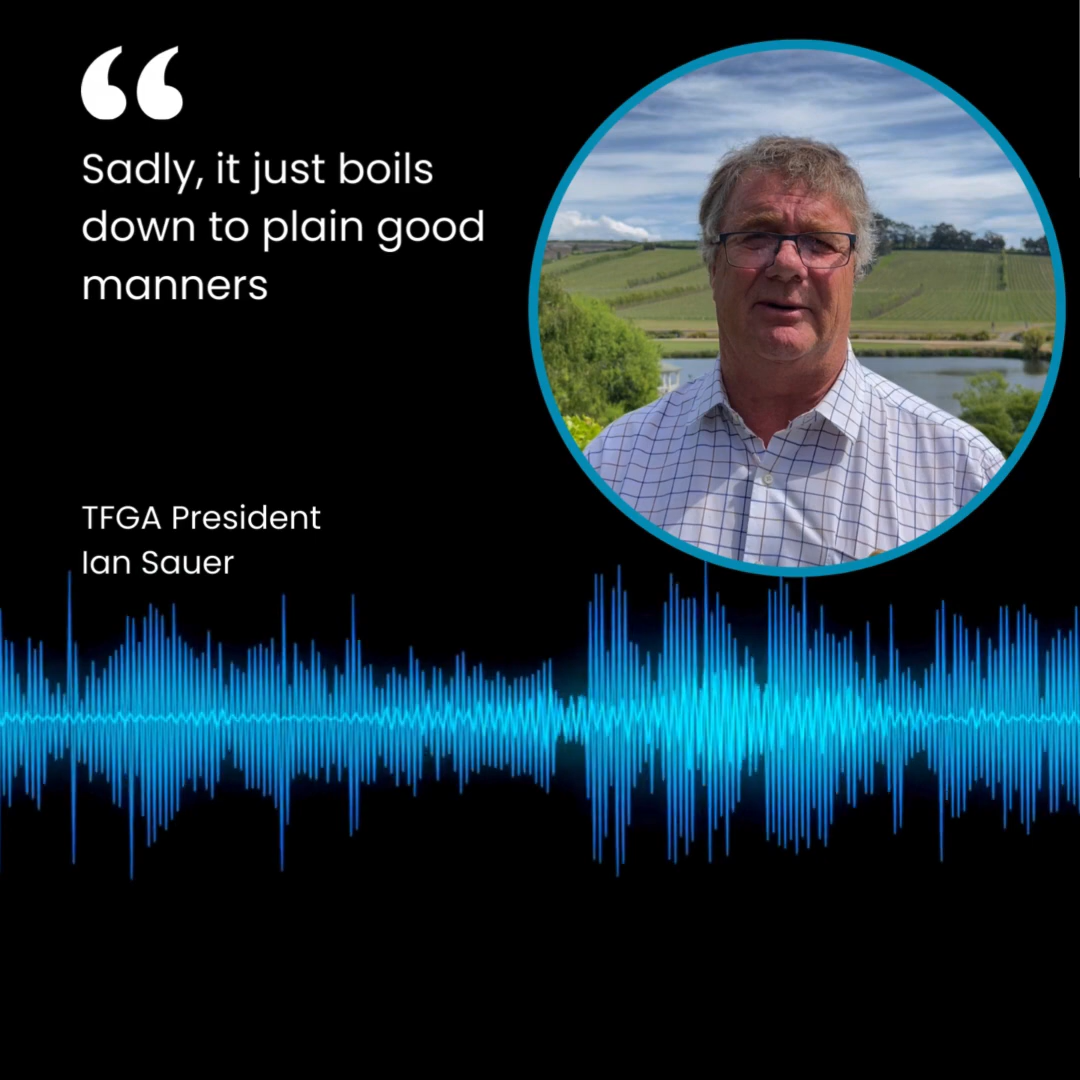 “
Sadly, it just boils
down to plain good
manners
TFGA President
Ian Sauer